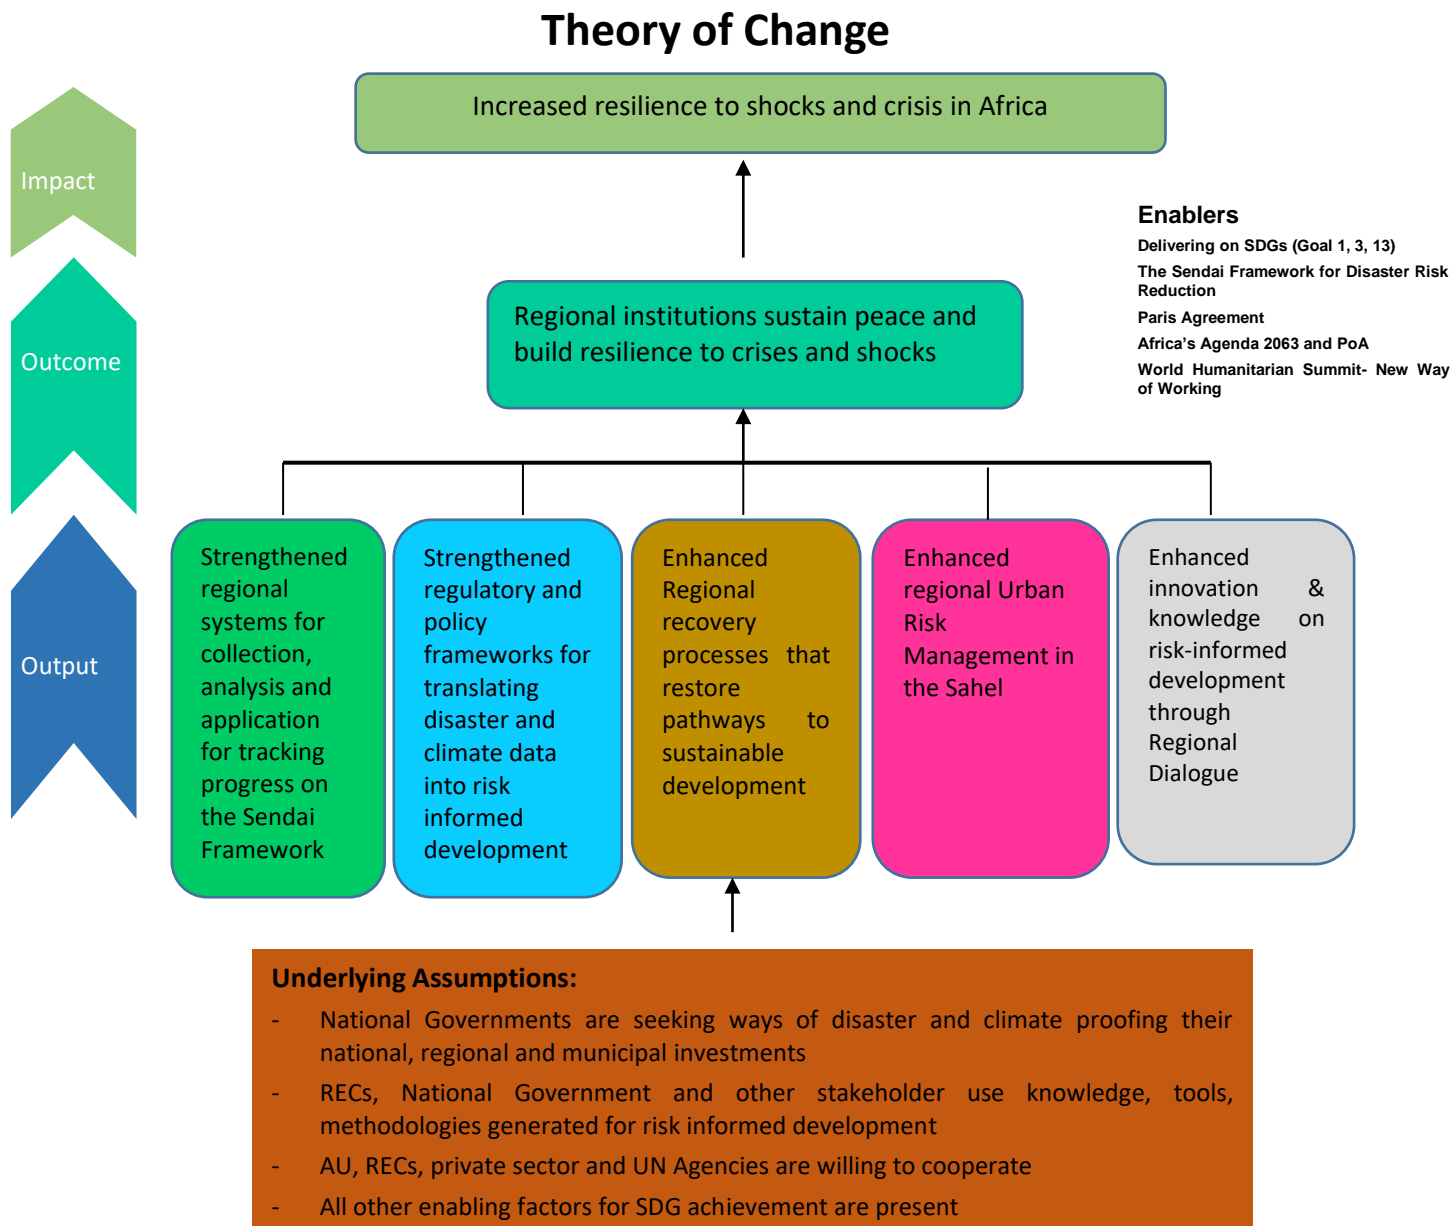 Theory of Change
Increased resilience to shocks and crisis in Africa
Impact
Enablers
Delivering on SDGs (Goal 1, 3, 13)
The Sendai Framework for Disaster Risk
Reduction
Paris Agreement
Africa’s Agenda 2063 and PoA
World Humanitarian Summit- New Way
of Working
Regional institutions sustain peace and
build resilience to crises and shocks
Outcome
Output
Strengthened
regional
systems for
collection,
analysis and
application
for tracking
progress on
the Sendai
Framework
Strengthened
regulatory and
policy
frameworks for
translating
disaster and
climate data
into risk
informed
development
Enhanced
Regional
recovery
processes that
restore
pathways to
sustainable
development
Enhanced
regional Urban
Risk
Management in
the Sahel
Enhanced
innovation &
knowledge on
risk-informed
development
through
Regional
Dialogue
Underlying Assumptions:
- National Governments are seeking ways of disaster and climate proofing their
national, regional and municipal investments
- RECs, National Government and other stakeholder use knowledge, tools,
methodologies generated for risk informed development
- AU, RECs, private sector and UN Agencies are willing to cooperate
- All other enabling factors for SDG achievement are present